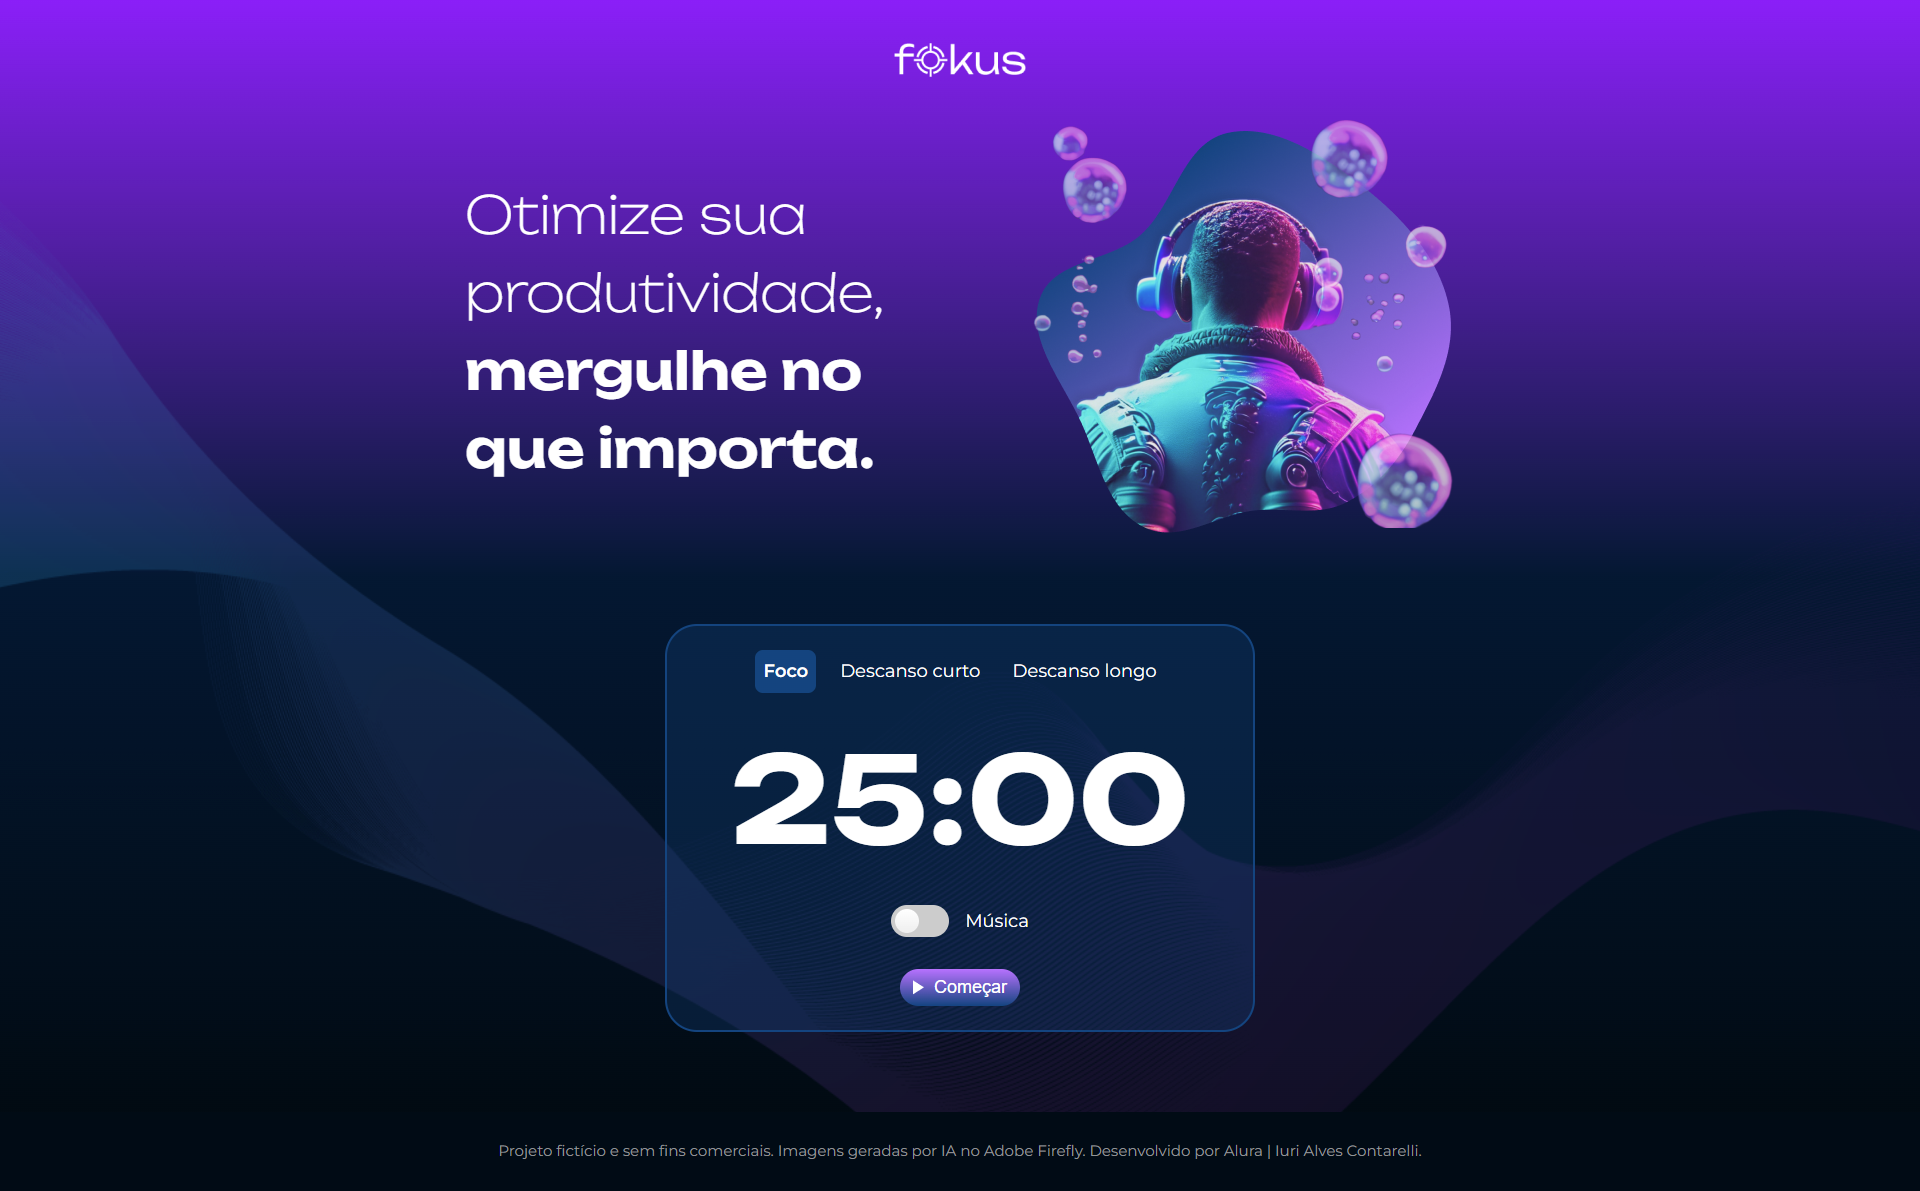 fokus
Otimize sua
produtividade,
mergulhe no
que importa.
Foco Descanso curto Descanso longo
25:00
Música
Começar
Projeto fictício e sem fins comerciais. Imagens geradas por IA no Adobe Firefly. Desenvolvido por Alura | Iuri Alves Contarelli.